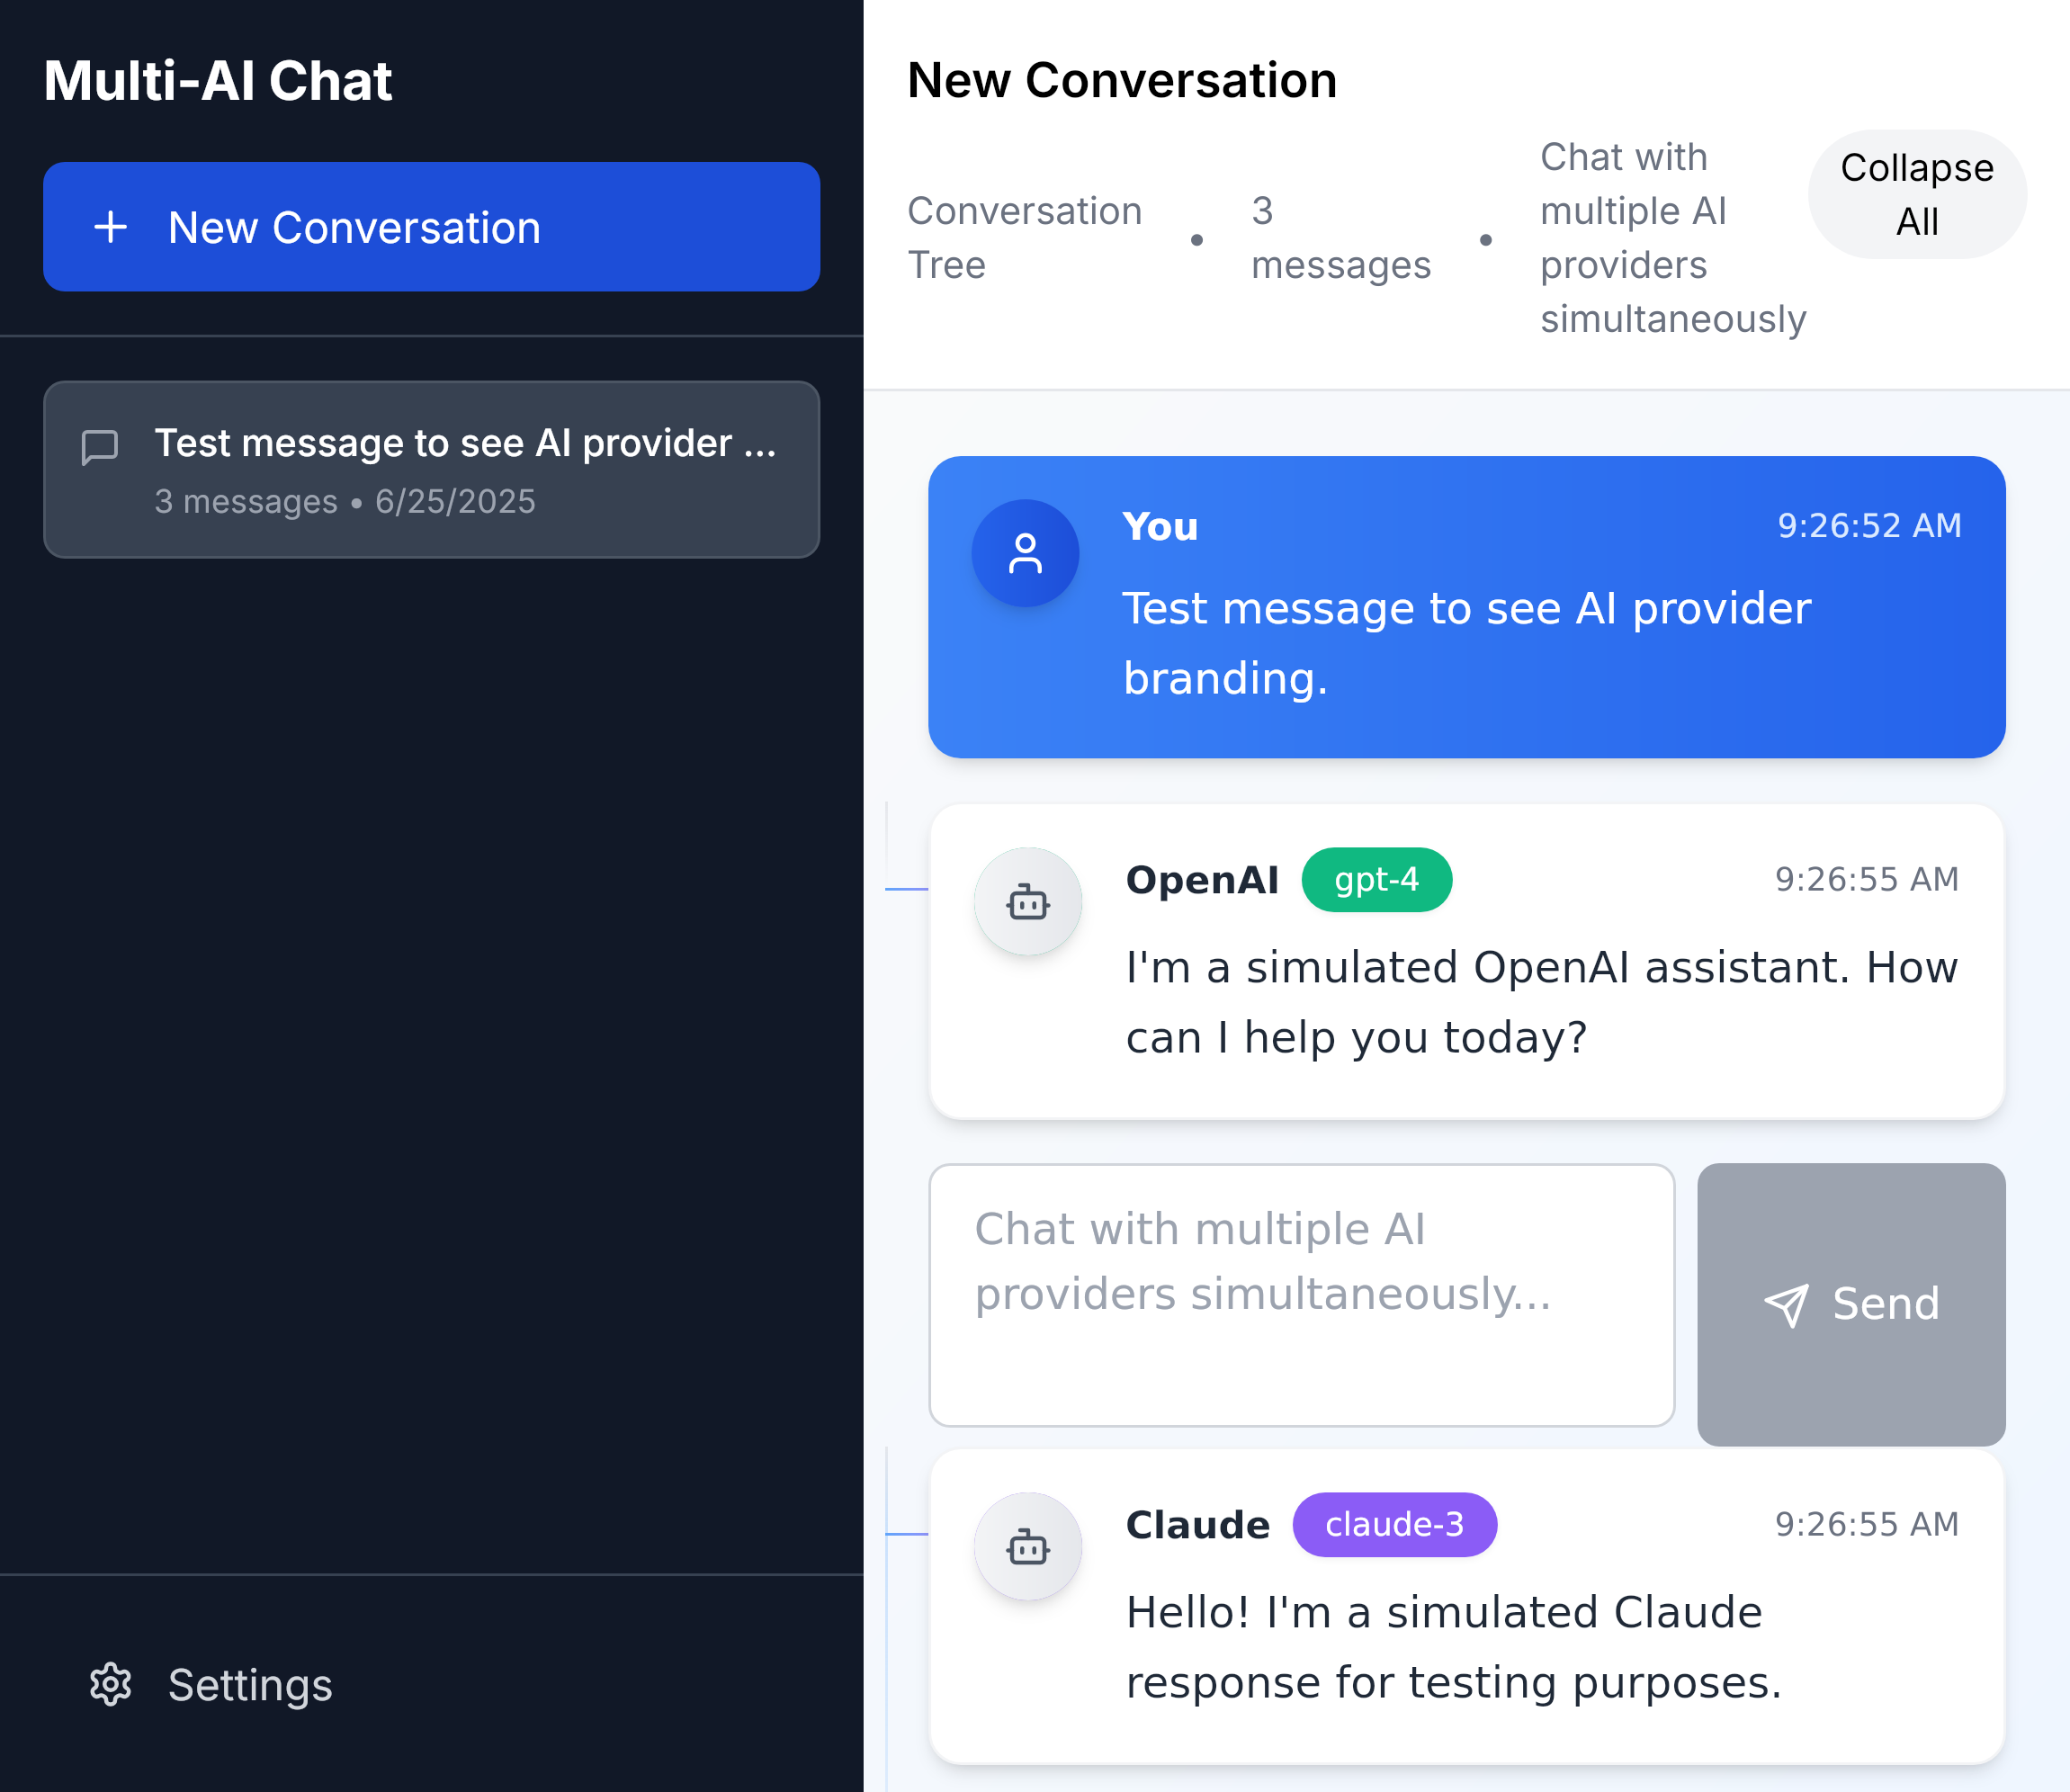 Multi-AI Chat
New Conversation
Test message to see AI provider ...
3 messages • 6/25/2025
Settings
New Conversation
Conversation
Tree
•
3
messages
•
Chat with
multiple AI
providers
simultaneously
Collapse
All
You
9:26:52 AM
Test message to see AI provider
branding.
OpenAI
gpt-4
9:26:55 AM
I'm a simulated OpenAI assistant. How
can I help you today?
Chat with multiple AI
providers simultaneously...
Send
Claude
claude-3
9:26:55 AM
Hello! I'm a simulated Claude
response for testing purposes.